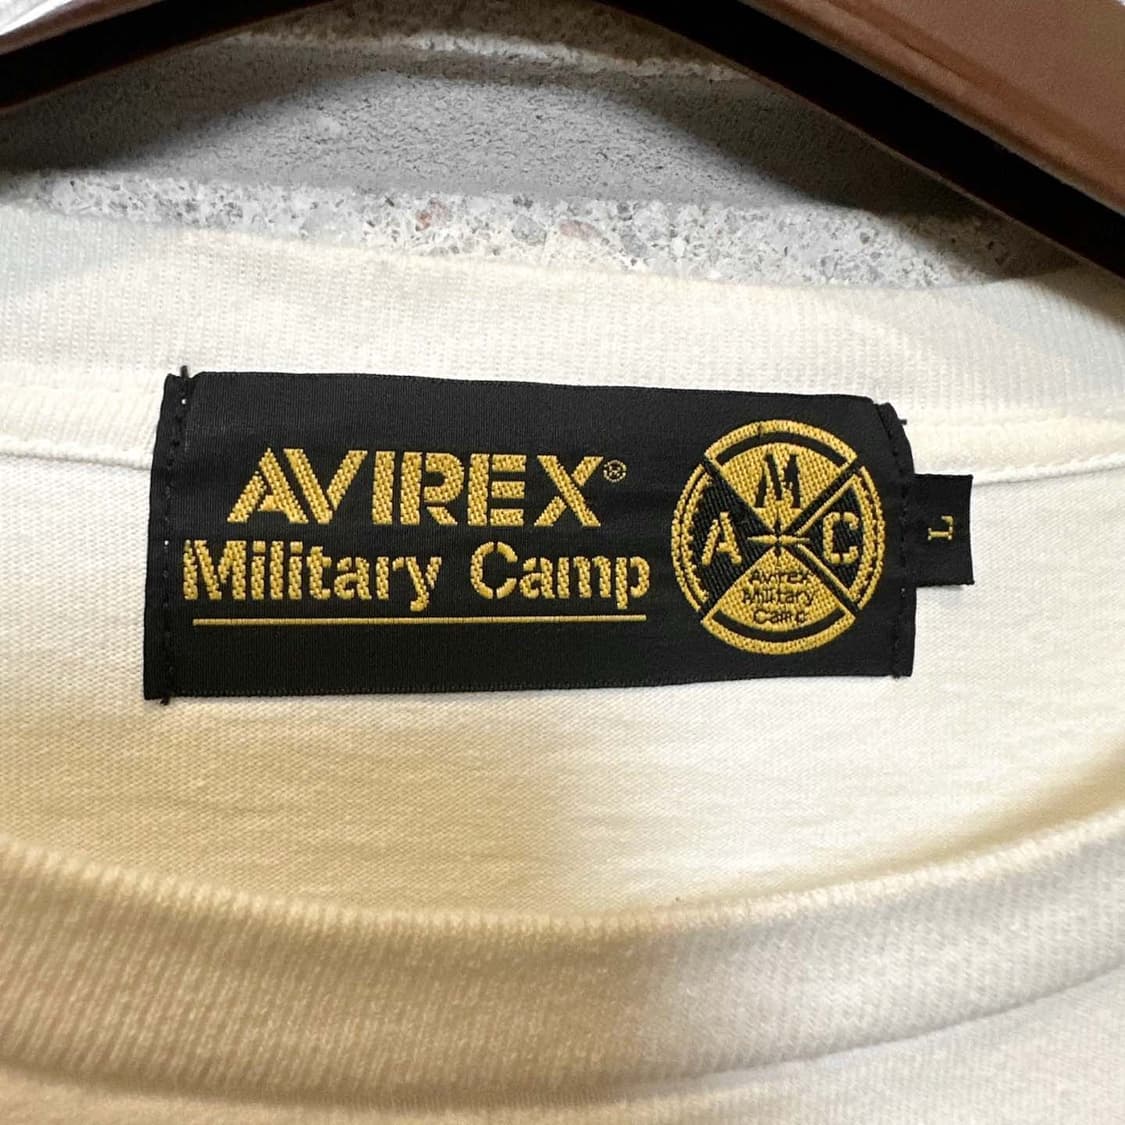 AVIREX®
Military Camp
M
A C
Avirex
Military
Camp
L